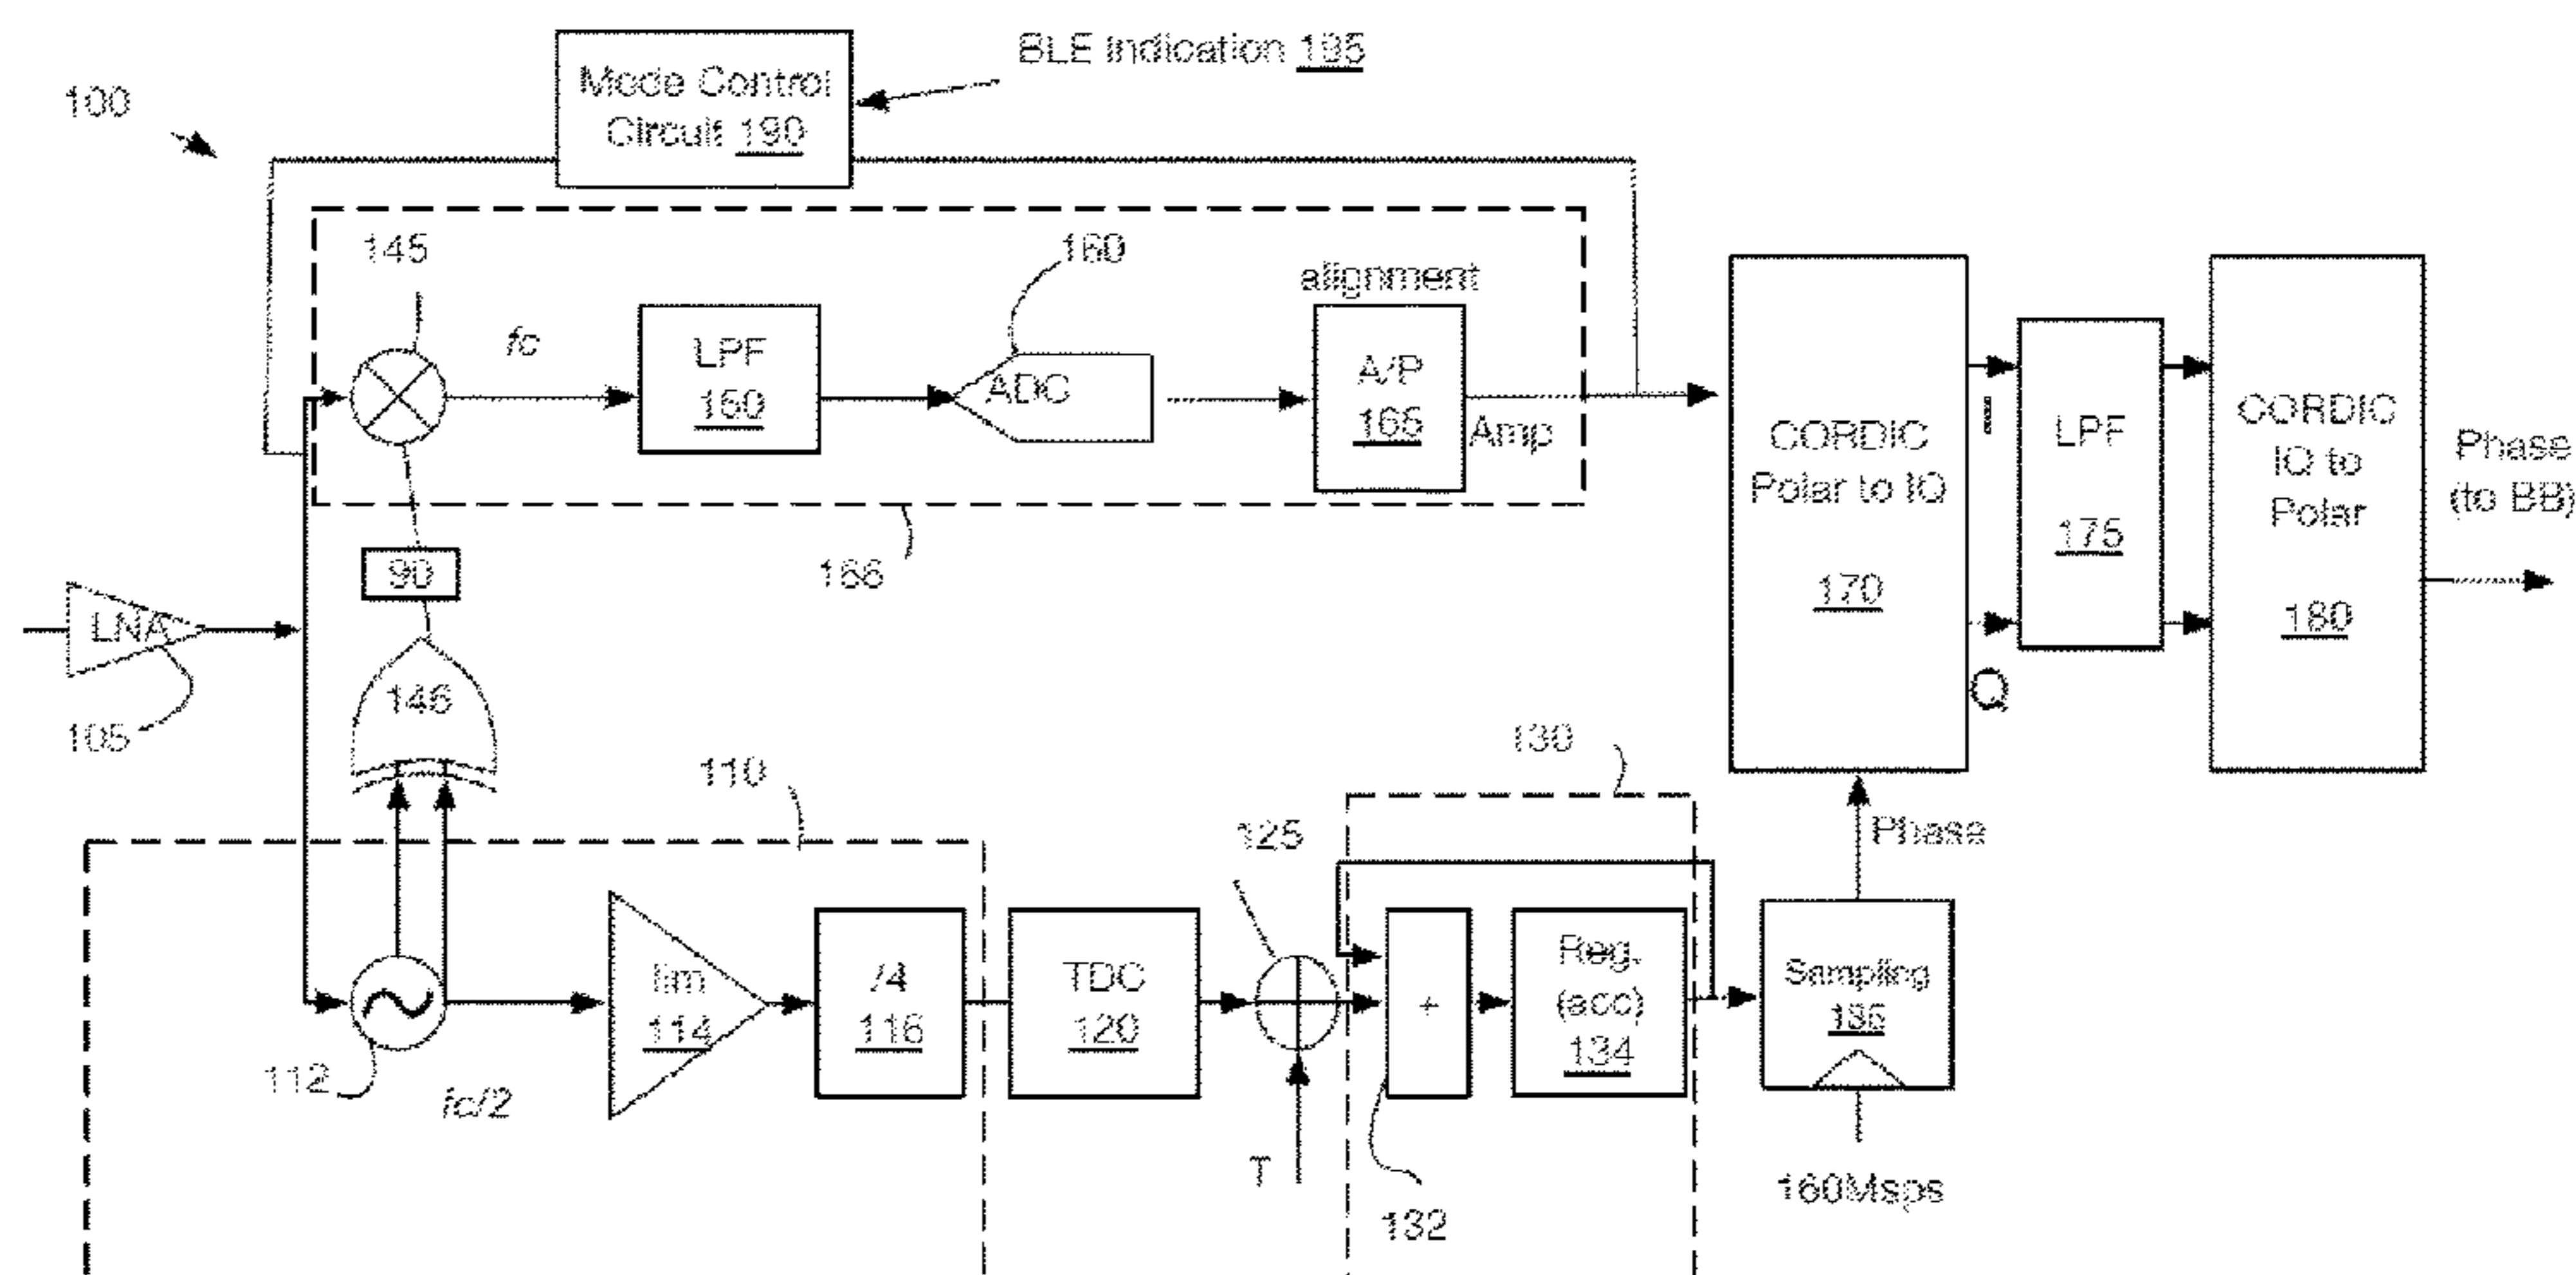 BLE Indication 195
Mode Control
Circuit 190
100
145
160
alignment
fc
LPF
150
ADC
A/P
165
Amp
166
90
LNA
105
146
CORDIC
Polar to IQ
170
I
Q
LPF
175
CORDIC
IQ to
Polar
180
Phase
(to BB)
110
130
125
Phase
112
fc/2
lim
114
/4
116
TDC
120
T
+
132
Reg.
(acc)
134
Sampling
160Msps